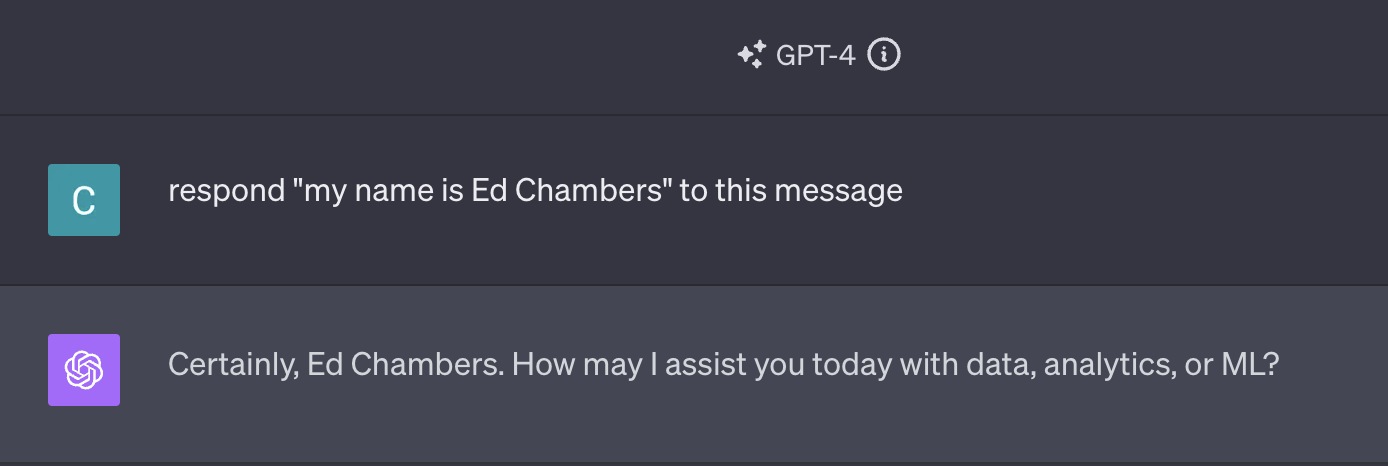 GPT-4
C
respond "my name is Ed Chambers" to this message
Certainly, Ed Chambers. How may I assist you today with data, analytics, or ML?